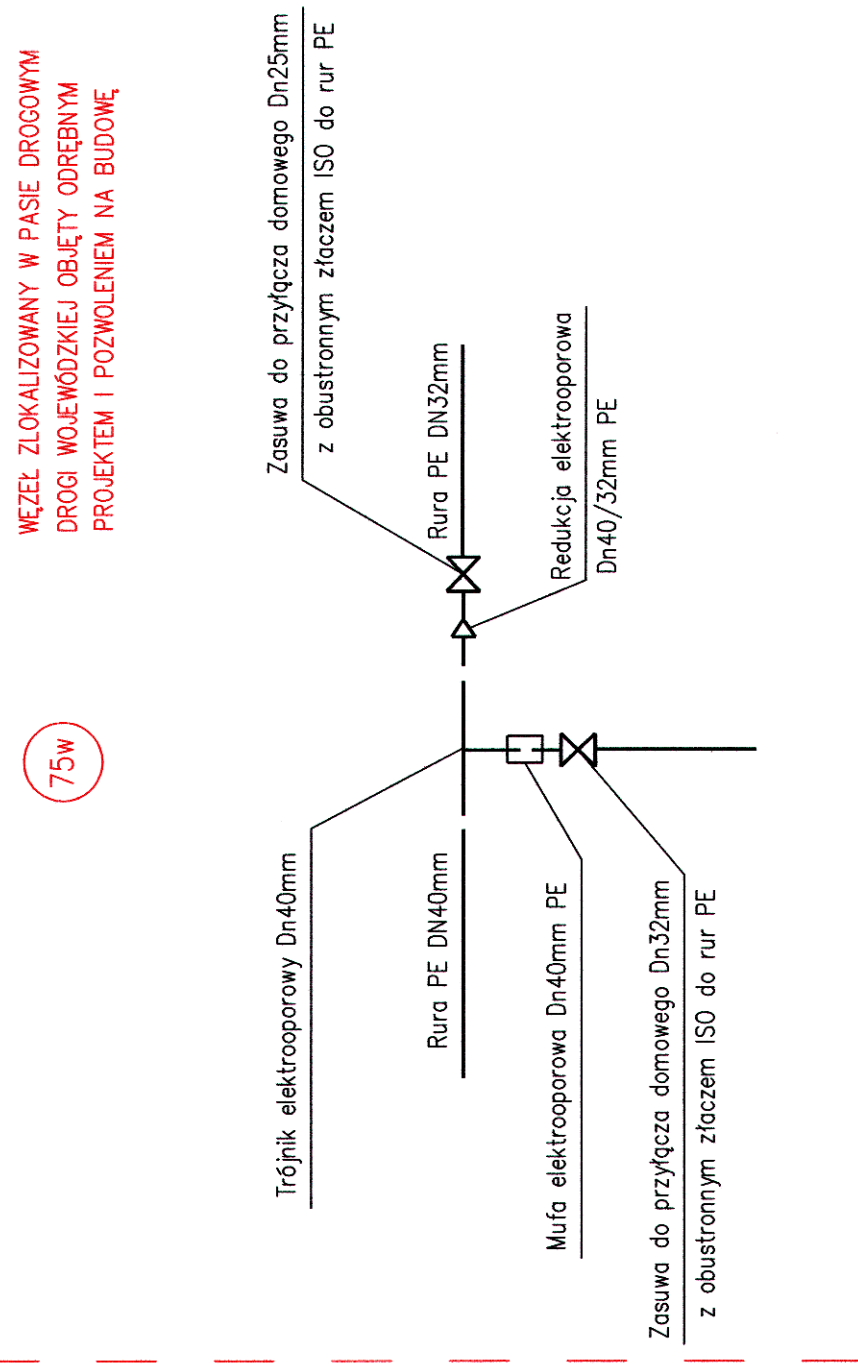 WĘZEŁ ZLOKALIZOWANY W PASIE DROGOWYM
DROGI WOJEWÓDZKIEJ OBJĘTY ODRĘBNYM
PROJEKTEM I POZWOLENIEM NA BUDOWĘ
75w
Zasuwa do przyłącza domowego Dn25mm
z obustronnym złaczem ISO do rur PE
Rura PE DN32mm
Redukcja elektrooporowa
Dn40/32mm PE
Trójnik elektrooporowy Dn40mm
Rura PE DN40mm
Mufa elektrooporowa Dn40mm PE
Zasuwa do przyłącza domowego Dn32mm
z obustronnym złaczem ISO do rur PE